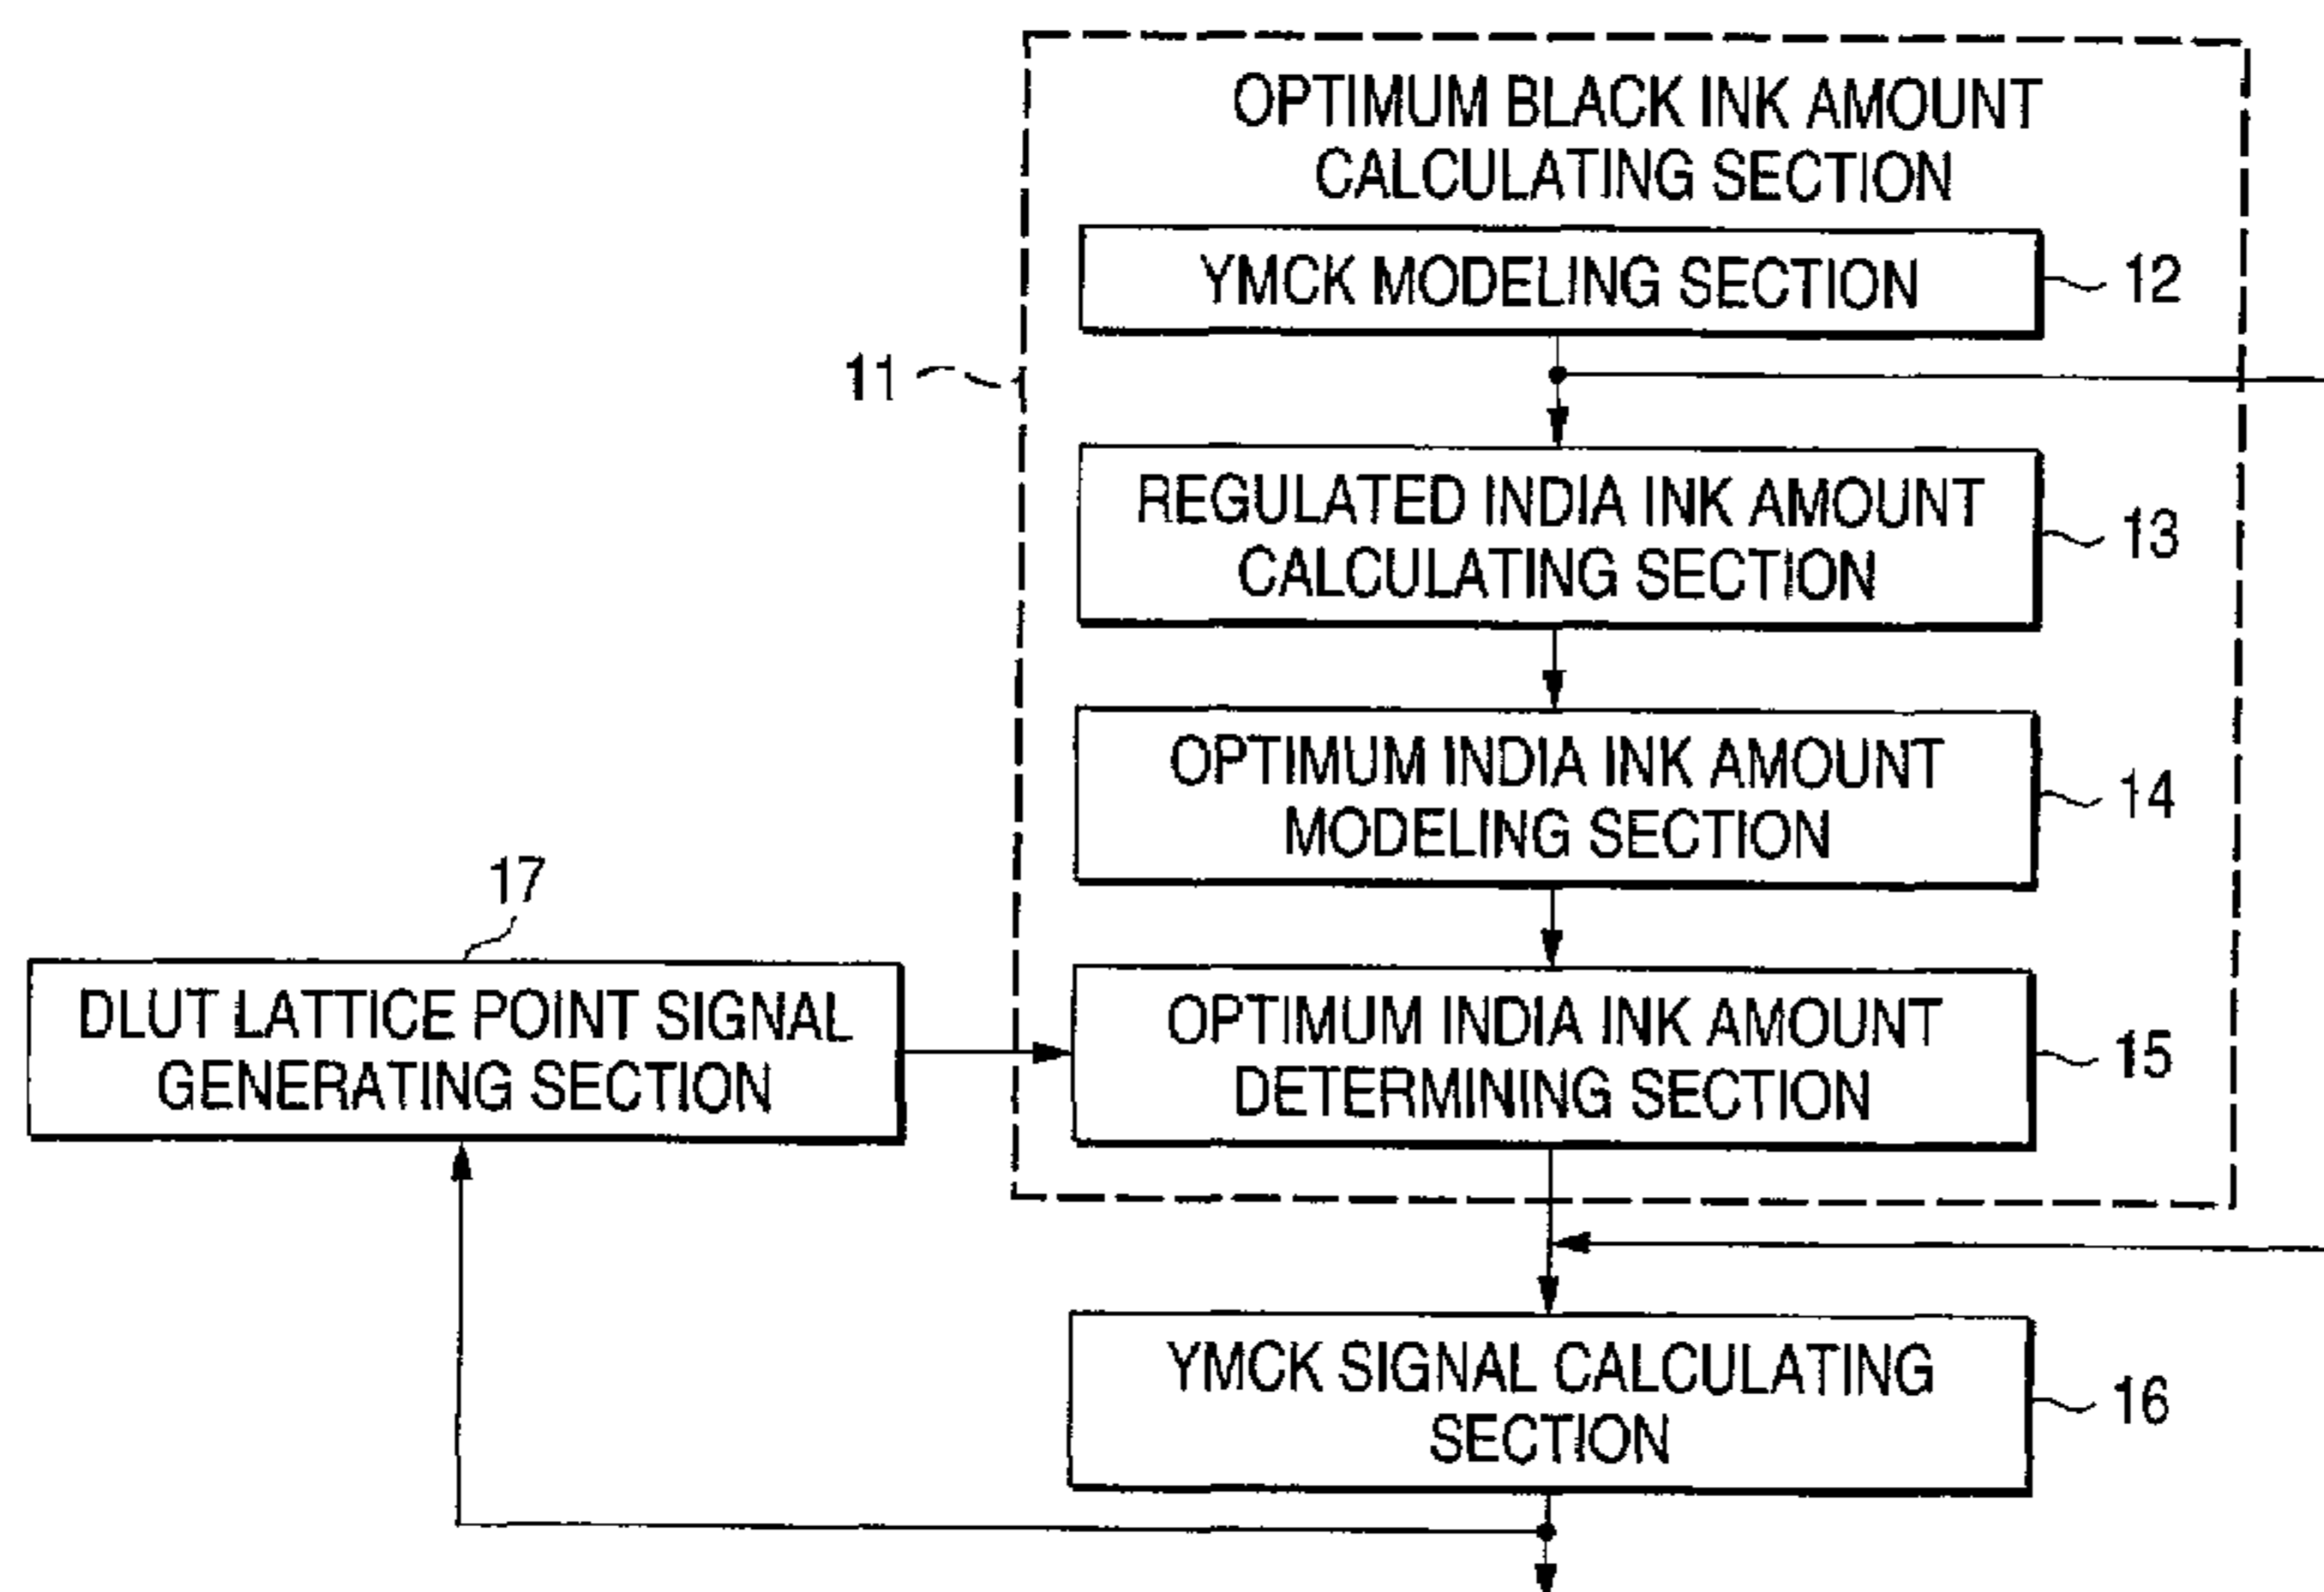 OPTIMUM BLACK INK AMOUNT
CALCULATING SECTION
YMCK MODELING SECTION
12
11
REGULATED INDIA INK AMOUNT
CALCULATING SECTION
13
OPTIMUM INDIA INK AMOUNT
MODELING SECTION
14
17
DLUT LATTICE POINT SIGNAL
GENERATING SECTION
OPTIMUM INDIA INK AMOUNT
DETERMINING SECTION
15
YMCK SIGNAL CALCULATING
SECTION
16